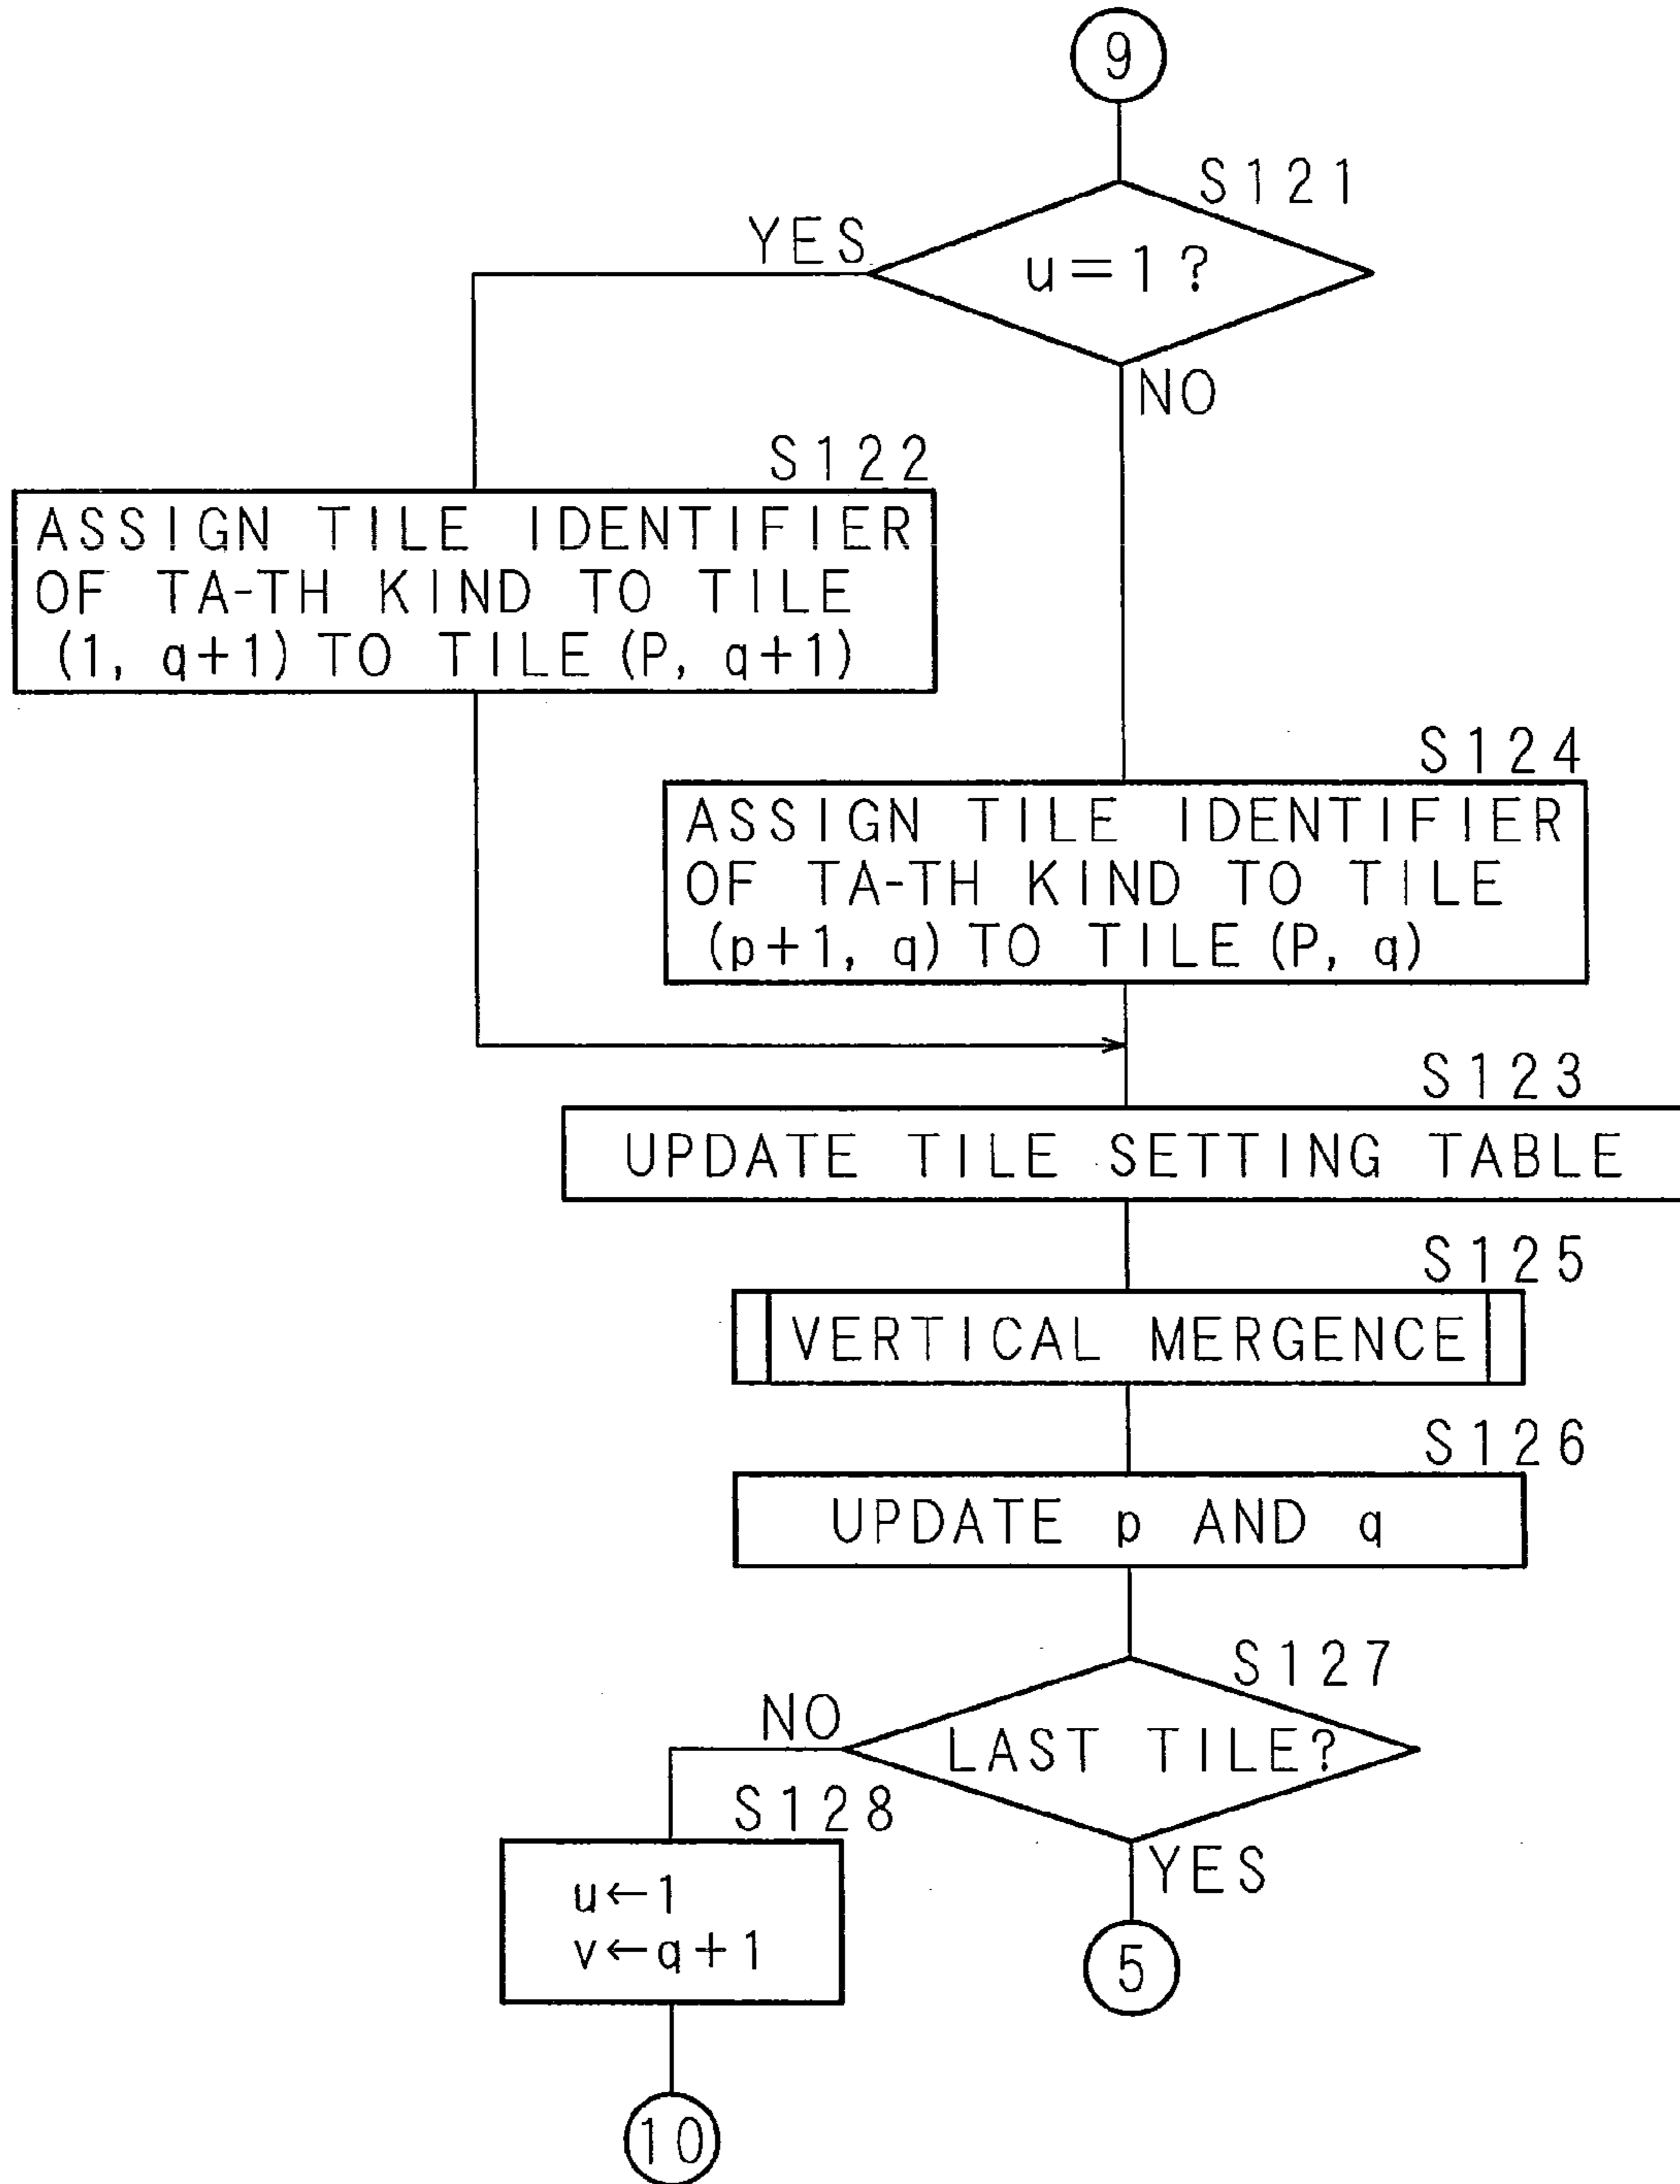 9
S121
YES
u=1?
NO
S122
ASSIGN TILE IDENTIFIER
OF TA-TH KIND TO TILE
(1, q+1) TO TILE (P, q+1)
S124
ASSIGN TILE IDENTIFIER
OF TA-TH KIND TO TILE
(p+1, q) TO TILE (P, q)
S123
UPDATE TILE SETTING TABLE
S125
VERTICAL MERGENCE
S126
UPDATE p AND q
S127
NO
LAST TILE?
S128
YES
u←1
v←q+1
5
10